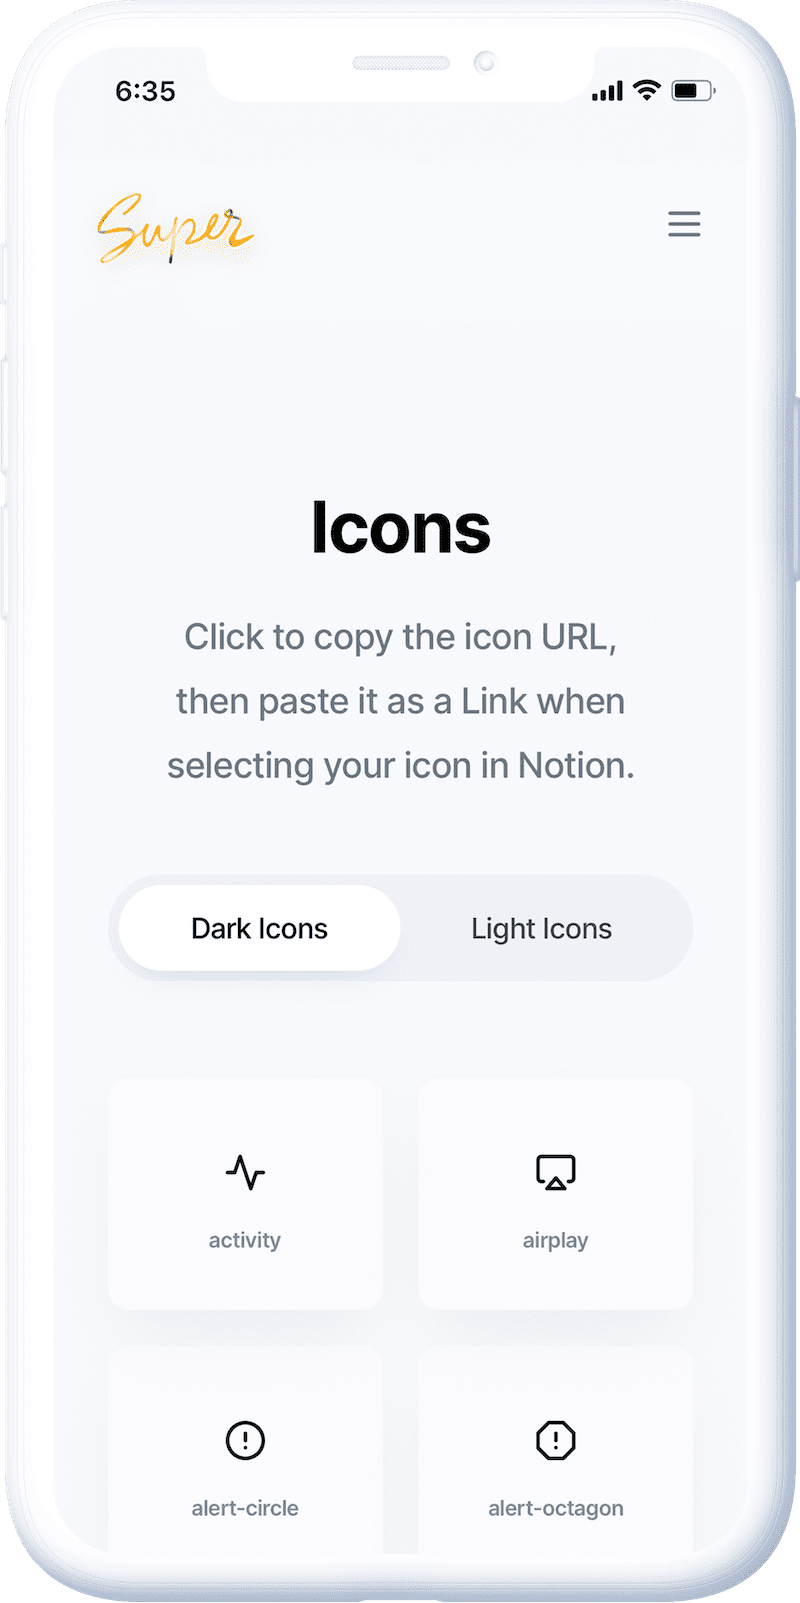 6:35
Super
Icons
Click to copy the icon URL,
then paste it as a Link when
selecting your icon in Notion.
Dark Icons
Light Icons
activity
airplay
alert-circle
alert-octagon